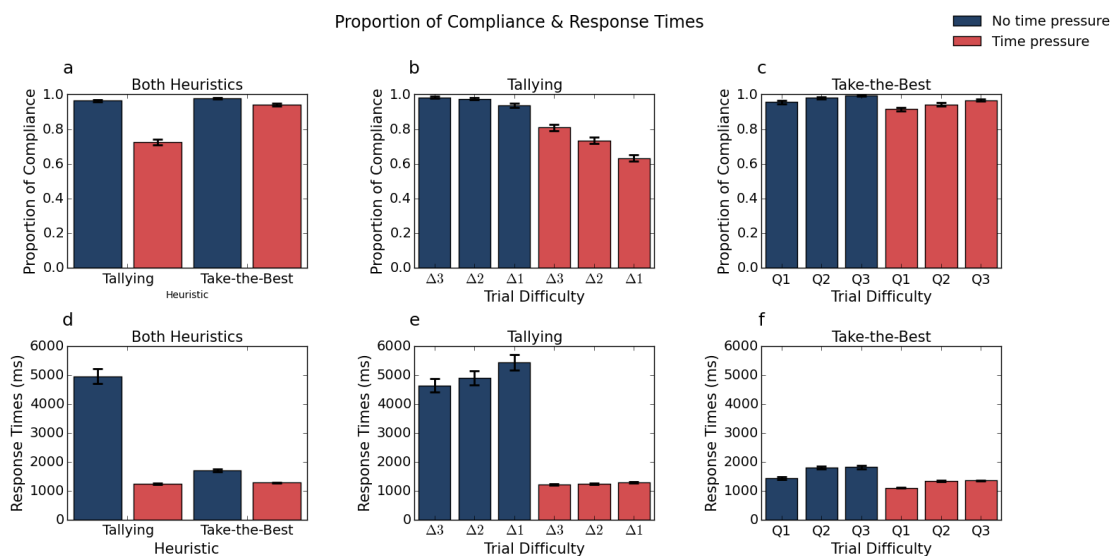 Proportion of Compliance & Response Times
No time pressure
Time pressure
a
Both Heuristics
Proportion of Compliance
1.0
0.8
0.6
0.4
0.2
0.0
Tallying Take-the-Best
Heuristic
b
Tallying
Proportion of Compliance
1.0
0.8
0.6
0.4
0.2
0.0
Δ3 Δ2 Δ1 Δ3 Δ2 Δ1
Trial Difficulty
c
Take-the-Best
Proportion of Compliance
1.0
0.8
0.6
0.4
0.2
0.0
Q1 Q2 Q3 Q1 Q2 Q3
Trial Difficulty
d
Both Heuristics
Response Times (ms)
6000
5000
4000
3000
2000
1000
0
Tallying Take-the-Best
Heuristic
e
Tallying
Response Times (ms)
6000
5000
4000
3000
2000
1000
0
Δ3 Δ2 Δ1 Δ3 Δ2 Δ1
Trial Difficulty
f
Take-the-Best
Response Times (ms)
6000
5000
4000
3000
2000
1000
0
Q1 Q2 Q3 Q1 Q2 Q3
Trial Difficulty